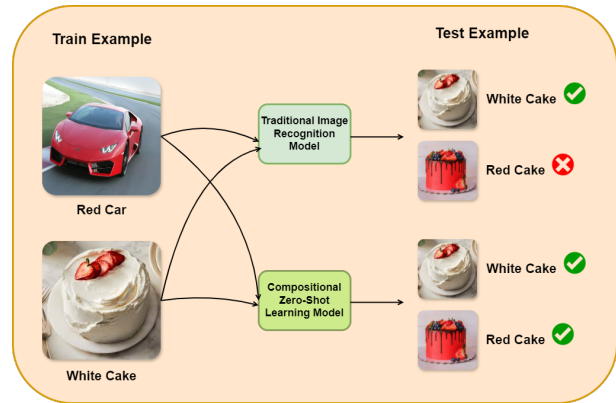 Train Example
Test Example
Red Car
White Cake
Traditional Image
Recognition
Model
Compositional
Zero-Shot
Learning Model
White Cake
Red Cake
White Cake
Red Cake